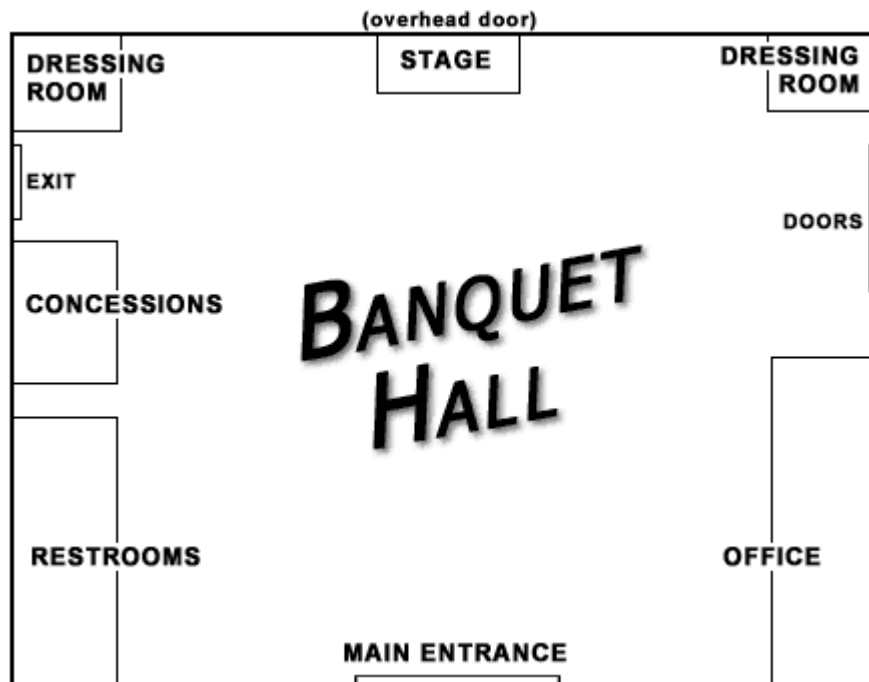 (overhead door)
DRESSING
ROOM
STAGE
DRESSING
ROOM
EXIT
DOORS
CONCESSIONS
BANQUET
HALL
RESTROOMS
OFFICE
MAIN ENTRANCE